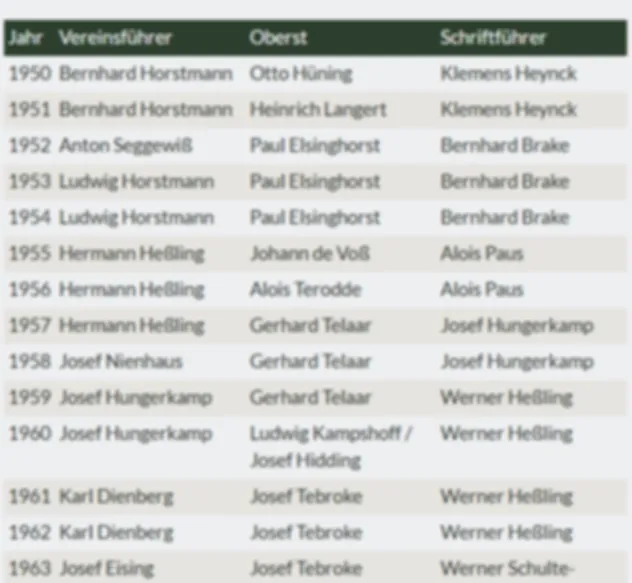 Jahr Vereinsführer Oberst Schriftführer
1950 Bernhard Horstmann Otto Hüning Klemens Heynck
1951 Bernhard Horstmann Heinrich Langert Klemens Heynck
1952 Anton Seggewiß Paul Elsinghorst Bernhard Brake
1953 Ludwig Horstmann Paul Elsinghorst Bernhard Brake
1954 Ludwig Horstmann Paul Elsinghorst Bernhard Brake
1955 Hermann Heßling Johann de Voß Alois Paus
1956 Hermann Heßling Alois Terodde Alois Paus
1957 Hermann Heßling Gerhard Telaar Josef Hungerkamp
1958 Josef Nienhaus Gerhard Telaar Josef Hungerkamp
1959 Josef Hungerkamp Gerhard Telaar Werner Heßling
1960 Josef Hungerkamp Ludwig Kampshoff / Werner Heßling
Josef Hidding
1961 Karl Dienberg Josef Tebroke Werner Heßling
1962 Karl Dienberg Josef Tebroke Werner Heßling
1963 Josef Eising Josef Tebroke Werner Schulte-